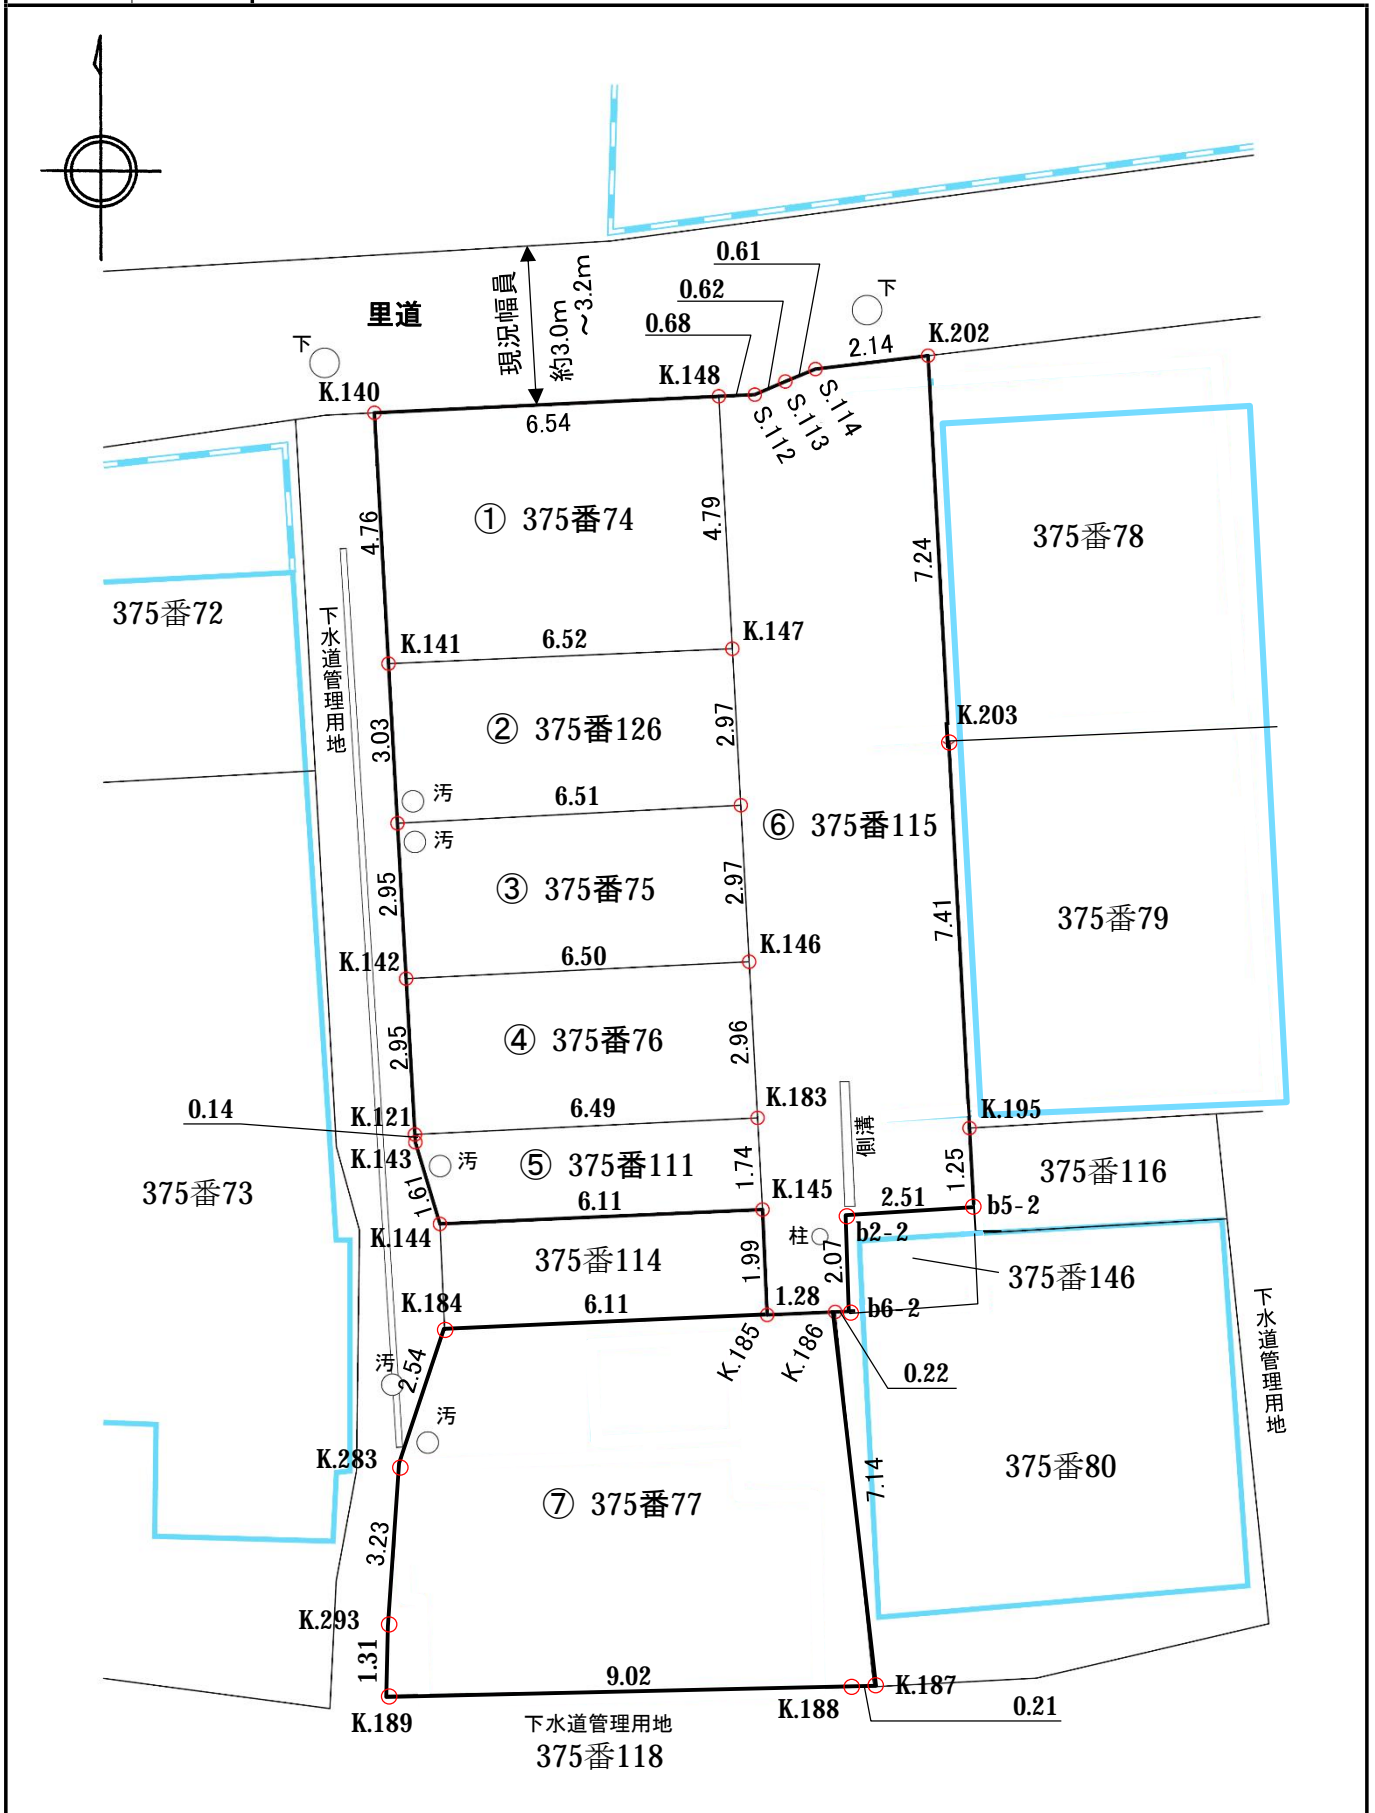 0.61
0.62
0.68
下
里道
現況幅員
約3.0m
～3.2m
下
2.14
K.202
K.148
K.140
6.54
S.112
S.113
S.114
① 375番74
4.76
4.79
7.24
375番78
375番72
下水道管理用地
K.141
6.52
K.147
② 375番126
3.03
2.97
K.203
汚
6.51
汚
⑥ 375番115
③ 375番75
2.95
2.97
7.41
375番79
K.142
6.50
K.146
④ 375番76
2.95
2.96
0.14
K.121
6.49
K.183
K.195
側溝
K.143
汚
⑤ 375番111
1.74
1.25
375番116
375番73
1.61
6.11
K.145
2.51
b5-2
K.144
柱
b2-2
375番114
1.99
2.07
375番146
K.184
6.11
1.28
b6-2
K.185
K.186
0.22
下水道管理用地
汚
2.54
汚
K.283
375番80
7.14
⑦ 375番77
3.23
K.293
1.31
9.02
K.187
K.188
0.21
K.189
下水道管理用地
375番118